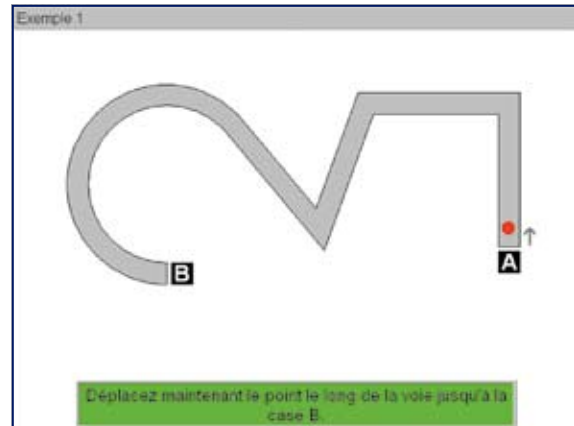 Exemple 1
B
A
Déplacez maintenant le point le long de la voie jusqu'à la
case B.